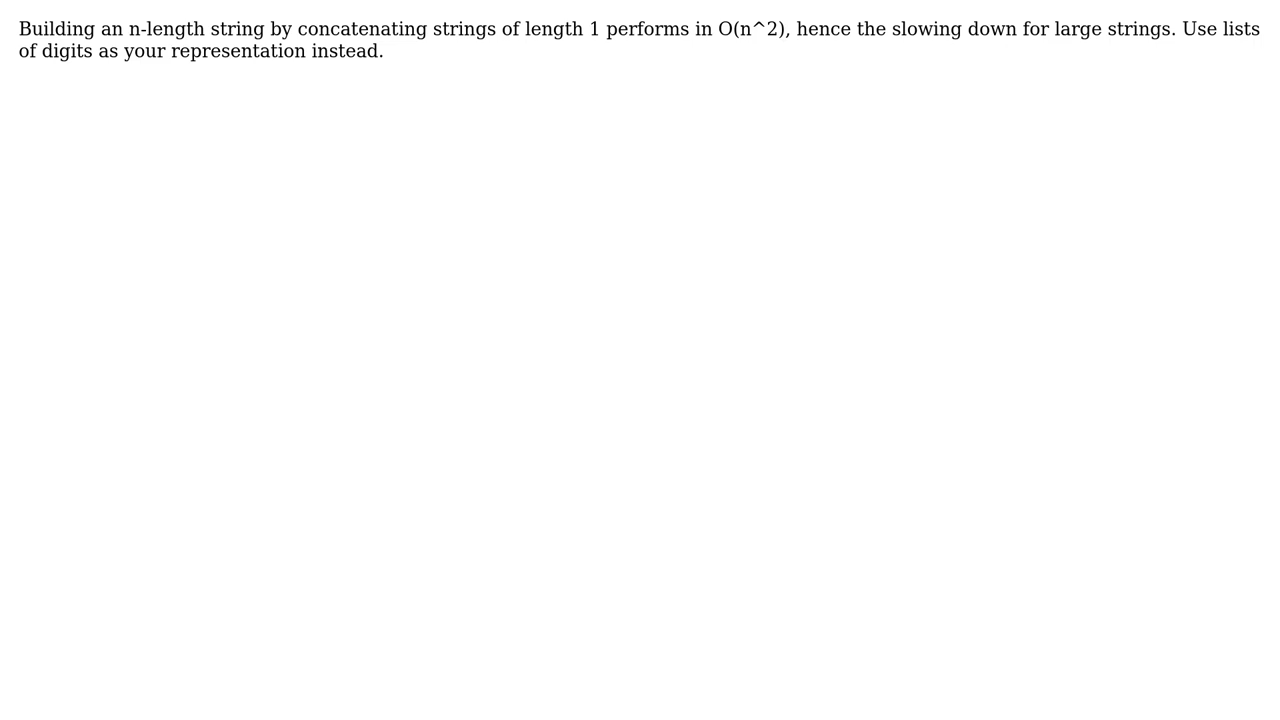 Building an n-length string by concatenating strings of length 1 performs in O(n^2), hence the slowing down for large strings. Use lists
of digits as your representation instead.